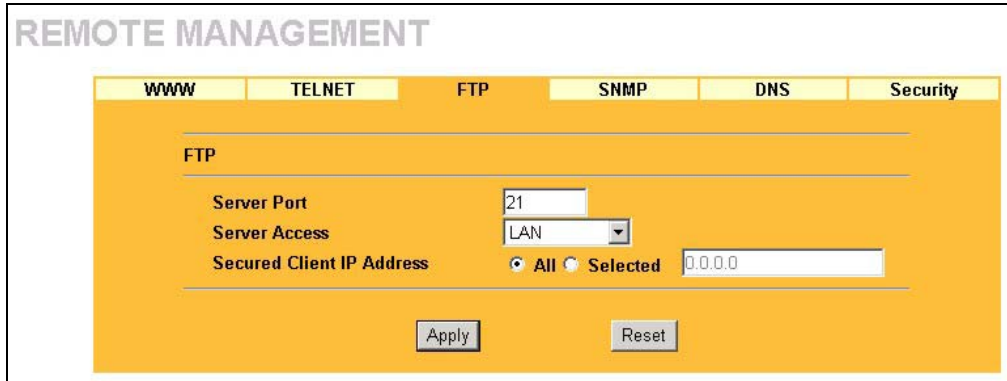 REMOTE MANAGEMENT
WWW TELNET FTP SNMP DNS Security
FTP
Server Port 21
Server Access LAN
Secured Client IP Address All Selected 0.0.0.0
Apply Reset